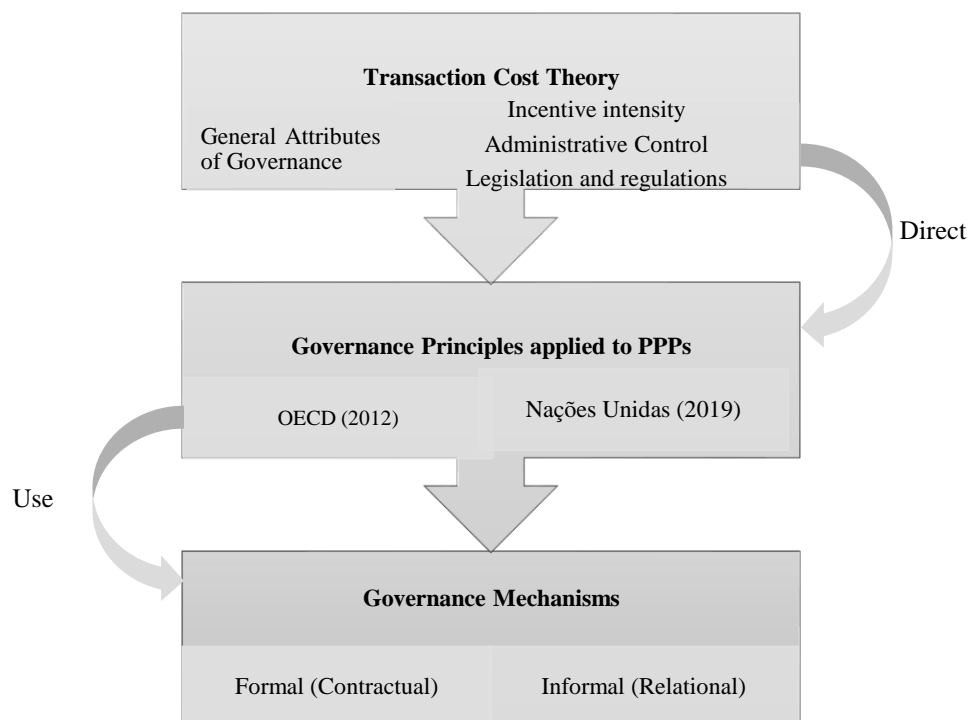 Transaction Cost Theory
General Attributes
of Governance
Incentive intensity
Administrative Control
Legislation and regulations
Direct
Governance Principles applied to PPPs
OECD (2012)
Nações Unidas (2019)
Use
Governance Mechanisms
Formal (Contractual)
Informal (Relational)